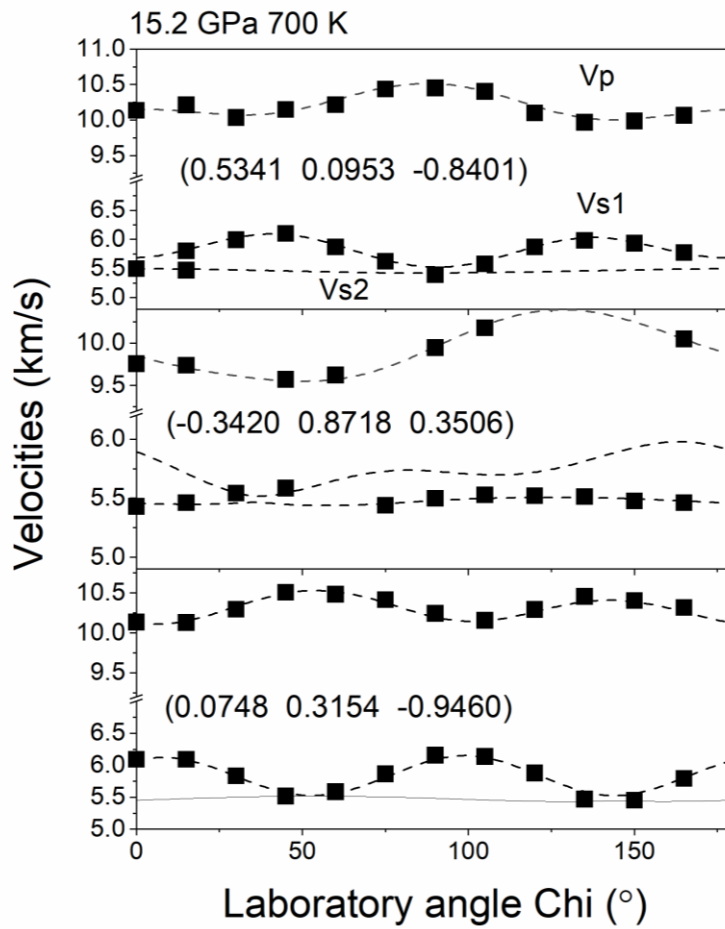 15.2 GPa 700 K
11.0
10.5
10.0
9.5
Vp
(0.5341 0.0953 -0.8401)
6.5
6.0
5.5
5.0
Vs1
Vs2
10.0
9.5
(-0.3420 0.8718 0.3506)
6.0
5.5
5.0
10.5
10.0
9.5
(0.0748 0.3154 -0.9460)
6.5
6.0
5.5
5.0
0 50 100 150
Velocities (km/s)
Laboratory angle Chi (°)